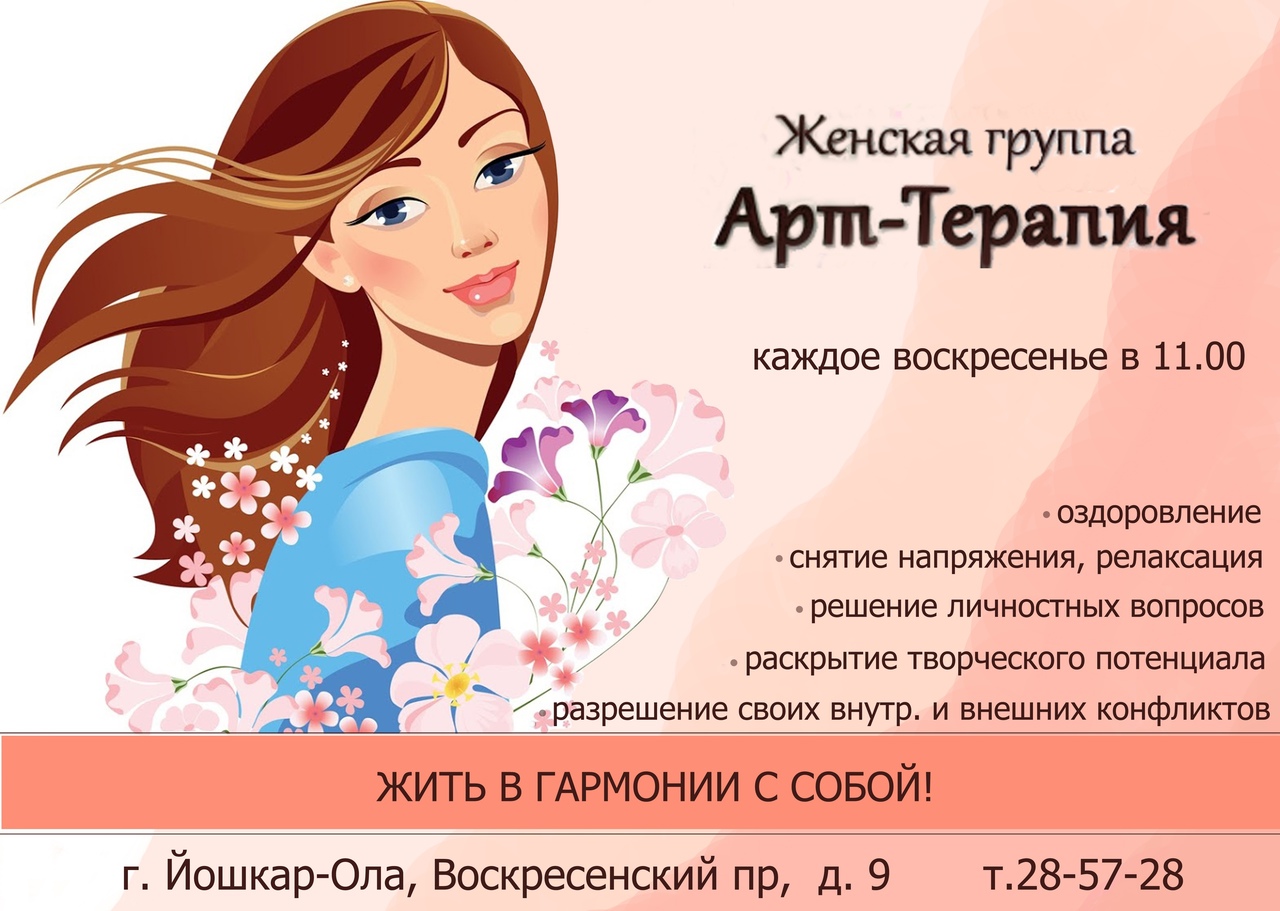 Женская группа
Арт-Терапия
каждое воскресенье в 11.00
• оздоровление
• снятие напряжения, релаксация
• решение личностных вопросов
• раскрытие творческого потенциала
• разрешение своих внутр. и внешних конфликтов
ЖИТЬ В ГАРМОНИИ С СОБОЙ!
г. Йошкар-Ола, Воскресенский пр, д. 9 т.28-57-28